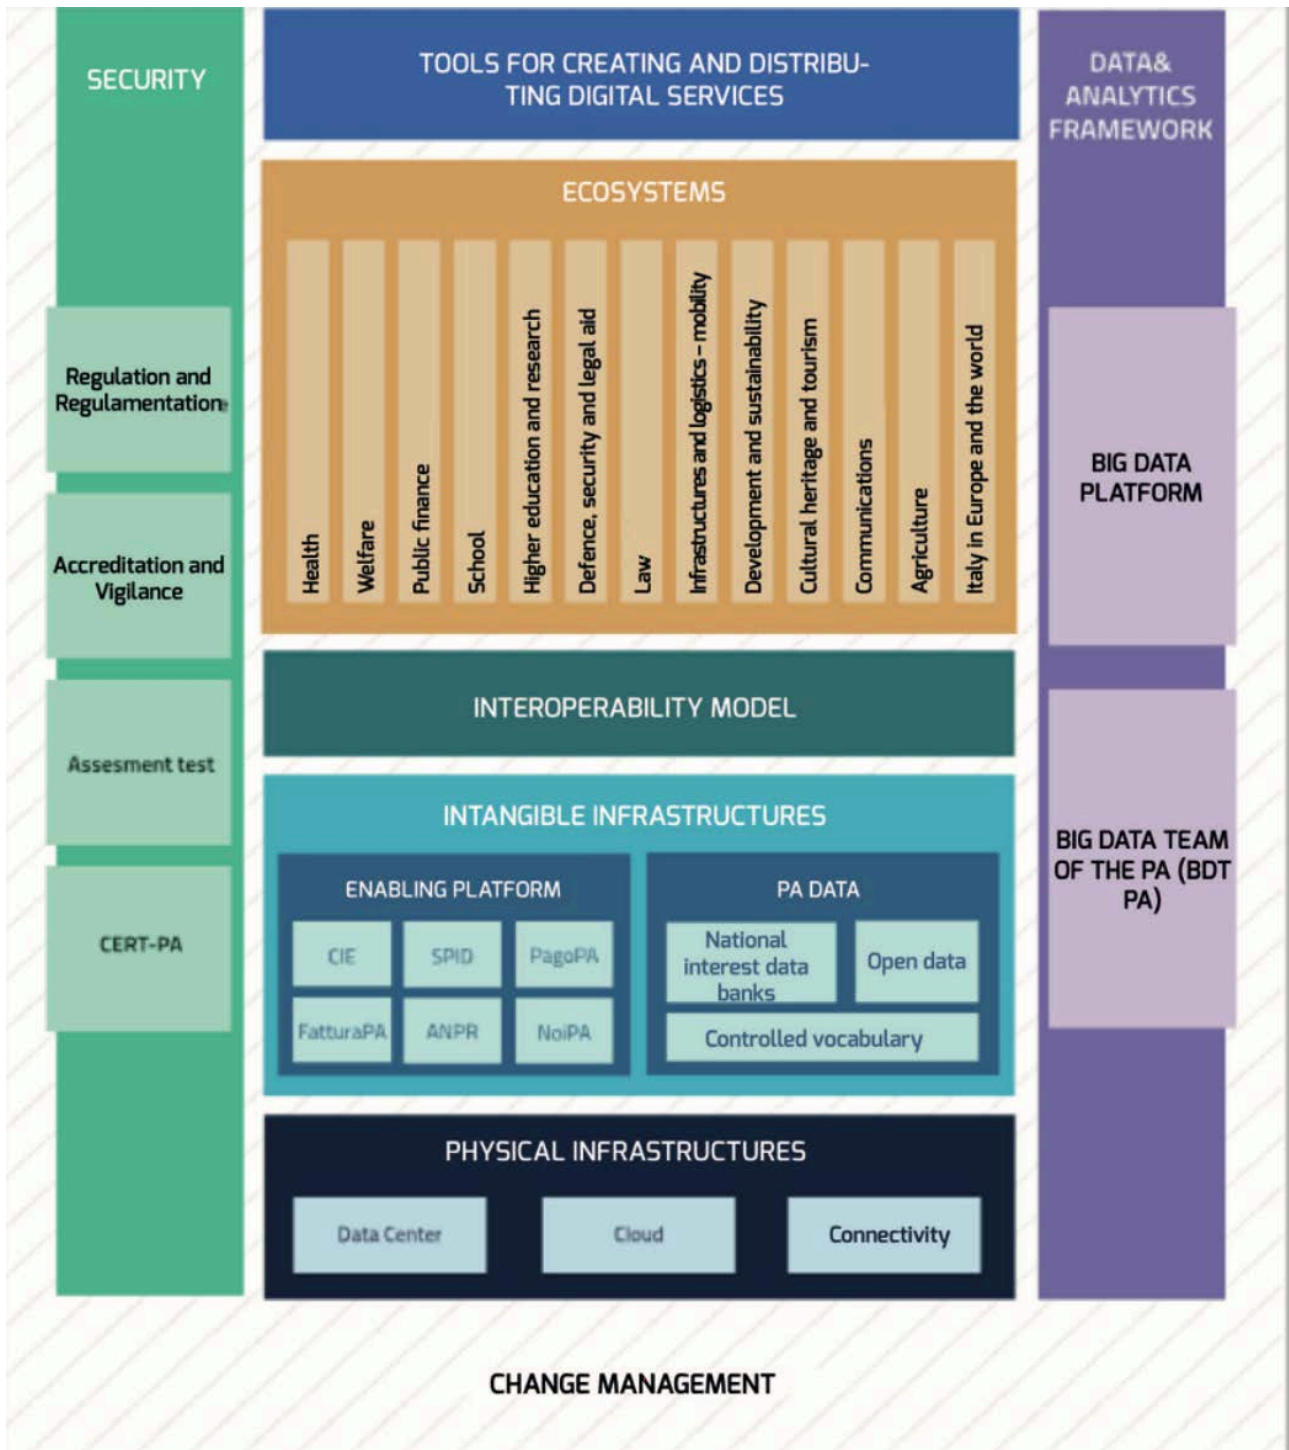 SECURITY
Regulation and
Regulamentation
Accreditation and
Vigilance
Assesment test
CERT-PA
TOOLS FOR CREATING AND DISTRIBU-
TING DIGITAL SERVICES
ECOSYSTEMS
Health
Welfare
Public finance
School
Higher education and research
Defence, security and legal aid
Law
Infrastructures and logistics – mobility
Development and sustainability
Cultural heritage and tourism
Communications
Agriculture
Italy in Europe and the world
INTEROPERABILITY MODEL
INTANGIBLE INFRASTRUCTURES
ENABLING PLATFORM
CIE
SPID
PagoPA
FatturaPA
ANPR
NoiPA
PA DATA
National
interest data
banks
Open data
Controlled vocabulary
PHYSICAL INFRASTRUCTURES
Data Center
Cloud
Connectivity
DATA&
ANALYTICS
FRAMEWORK
BIG DATA
PLATFORM
BIG DATA TEAM
OF THE PA (BDT
PA)
CHANGE MANAGEMENT